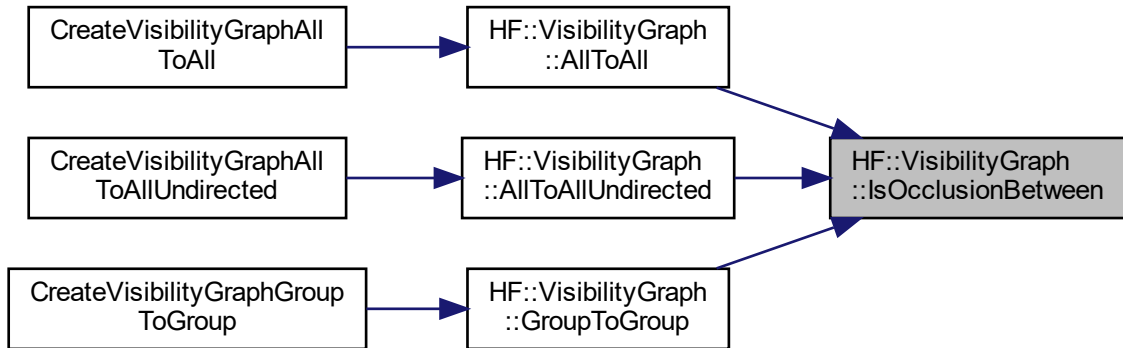 CreateVisibilityGraphAll
ToAll
HF::VisibilityGraph
::AllToAll
CreateVisibilityGraphAll
ToAllUndirected
HF::VisibilityGraph
::AllToAllUndirected
HF::VisibilityGraph
::IsOcclusionBetween
CreateVisibilityGraphGroup
ToGroup
HF::VisibilityGraph
::GroupToGroup